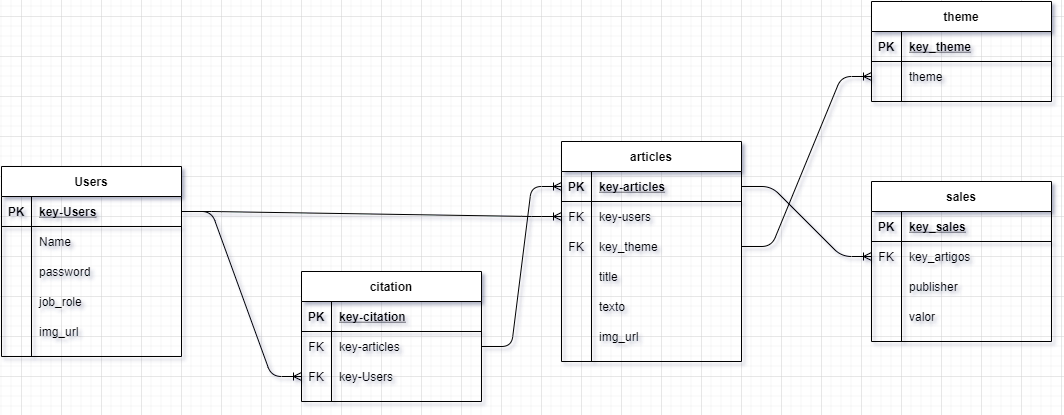 theme
PK key_theme
theme
Users
PK key-Users
Name
password
job_role
img_url
citation
PK key-citation
FK key-articles
FK key-Users
articles
PK key-articles
FK key-users
FK key_theme
title
texto
img_url
sales
PK key_sales
FK key_artigos
publisher
valor